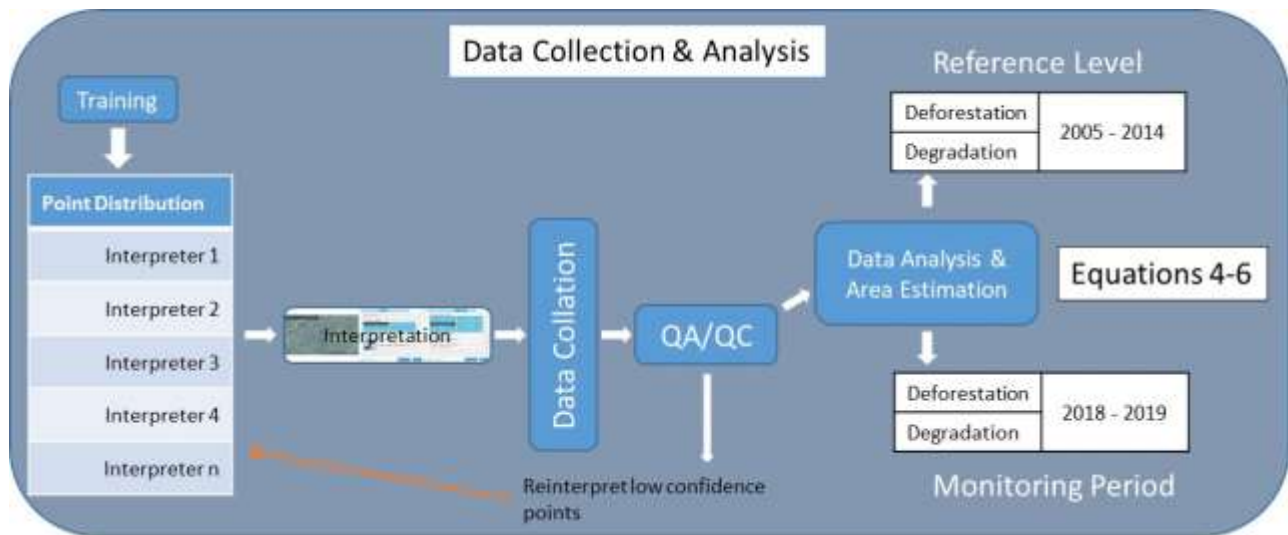 Data Collection & Analysis
Training
Point Distribution
Interpreter 1
Interpreter 2
Interpreter 3
Interpreter 4
Interpreter n
Interpretation
Data Collation
QA/QC
Reinterpret low confidence
points
Data Analysis &
Area Estimation
Equations 4-6
Reference Level
Deforestation
Degradation
2005 - 2014
Deforestation
Degradation
2018 - 2019
Monitoring Period